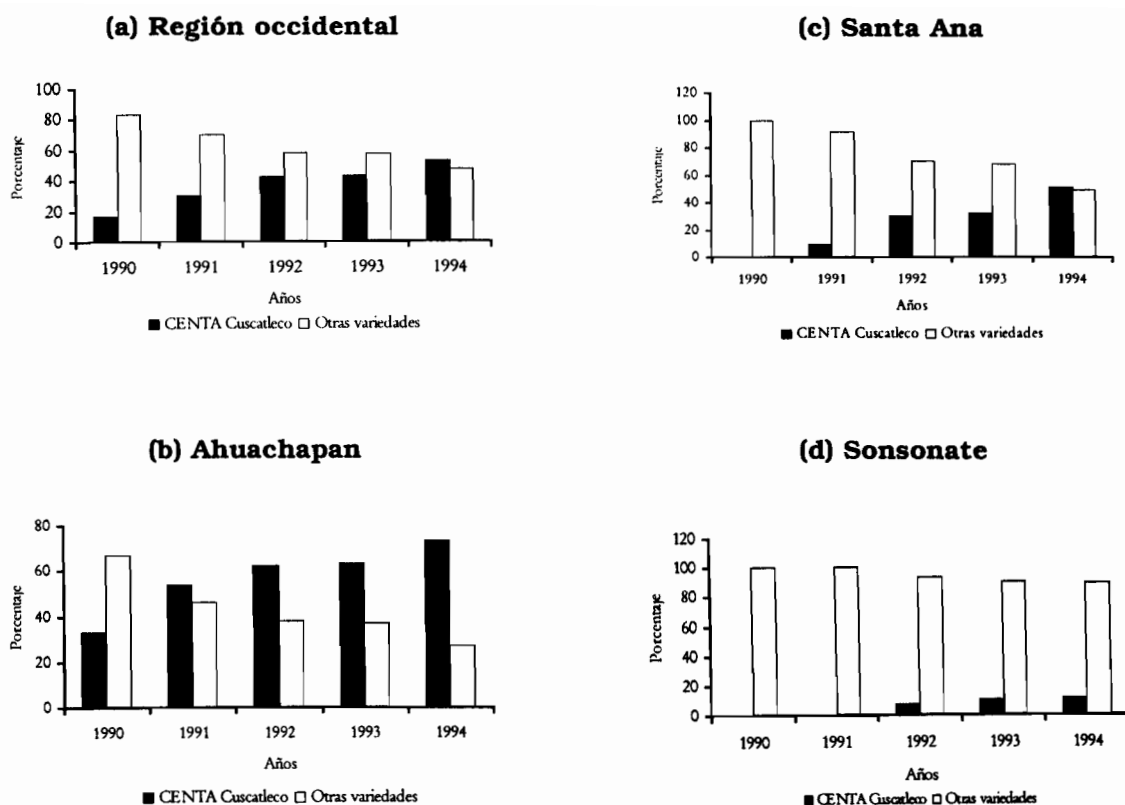 (a) Región occidental
100
80
60
40
20
0
Porcentaje
1990 1991 1992 1993 1994
Años
CENTA Cuscatleco Otras variedades
(c) Santa Ana
120
100
80
60
40
20
0
Porcentaje
1990 1991 1992 1993 1994
Años
CENTA Cuscatleco Otras variedades
(b) Ahuachapan
80
60
40
20
0
Porcentaje
1990 1991 1992 1993 1994
Años
CENTA Cuscatleco Otras variedades
(d) Sonsonate
120
100
80
60
40
20
0
Porcentaje
1990 1991 1992 1993 1994
Años
CENTA Cuscatleco Otras variedades